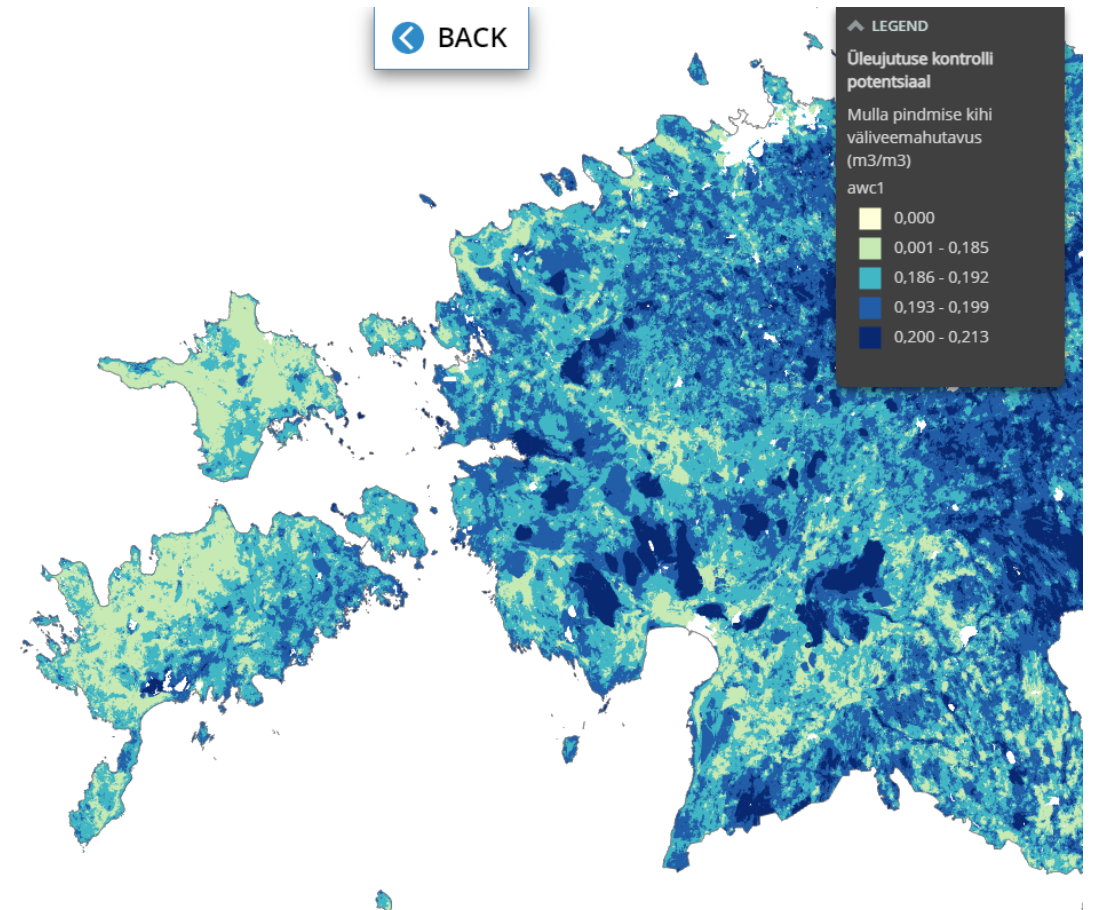 BACK
LEGEND
Üleujutuse kontrolli
potentsiaal
Mulla pindmise kihi
väliveemahutavus
(m3/m3)
awc1
0,000
0,001 - 0,185
0,186 - 0,192
0,193 - 0,199
0,200 - 0,213